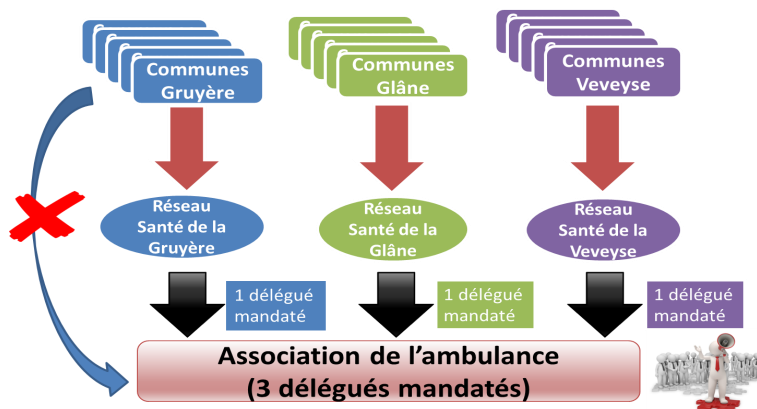 Communes
Gruyère
Communes
Glâne
Communes
Veveyse
Réseau
Santé de la
Gruyère
Réseau
Santé de la
Glâne
Réseau
Santé de la
Veveyse
1 délégué
mandaté
1 délégué
mandaté
1 délégué
mandaté
Association de l’ambulance
(3 délégués mandatés)